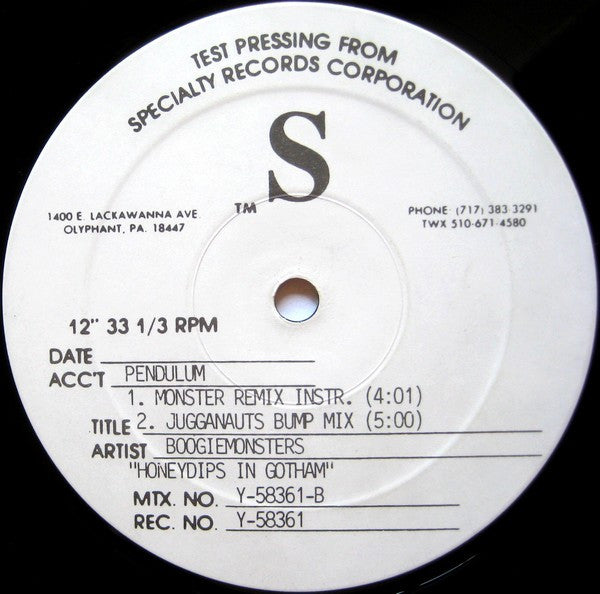 TEST PRESSING FROM
SPECIALTY RECORDS CORPORATION
S
TM
1400 E. LACKAWANNA AVE.
OLYPHANT, PA. 18447
PHONE: (717) 383-3291
TWX 510-671-4580
12" 33 1/3 RPM
DATE
ACC'T PENDULUM
1. MONSTER REMIX INSTR. (4:01)
TITLE 2. JUGGANAUTS BUMP MIX (5:00)
ARTIST BOOGIEMONSTERS
"HONEYDIPS IN GOTHAM"
MTX. NO. Y-58361-B
REC. NO. Y-58361